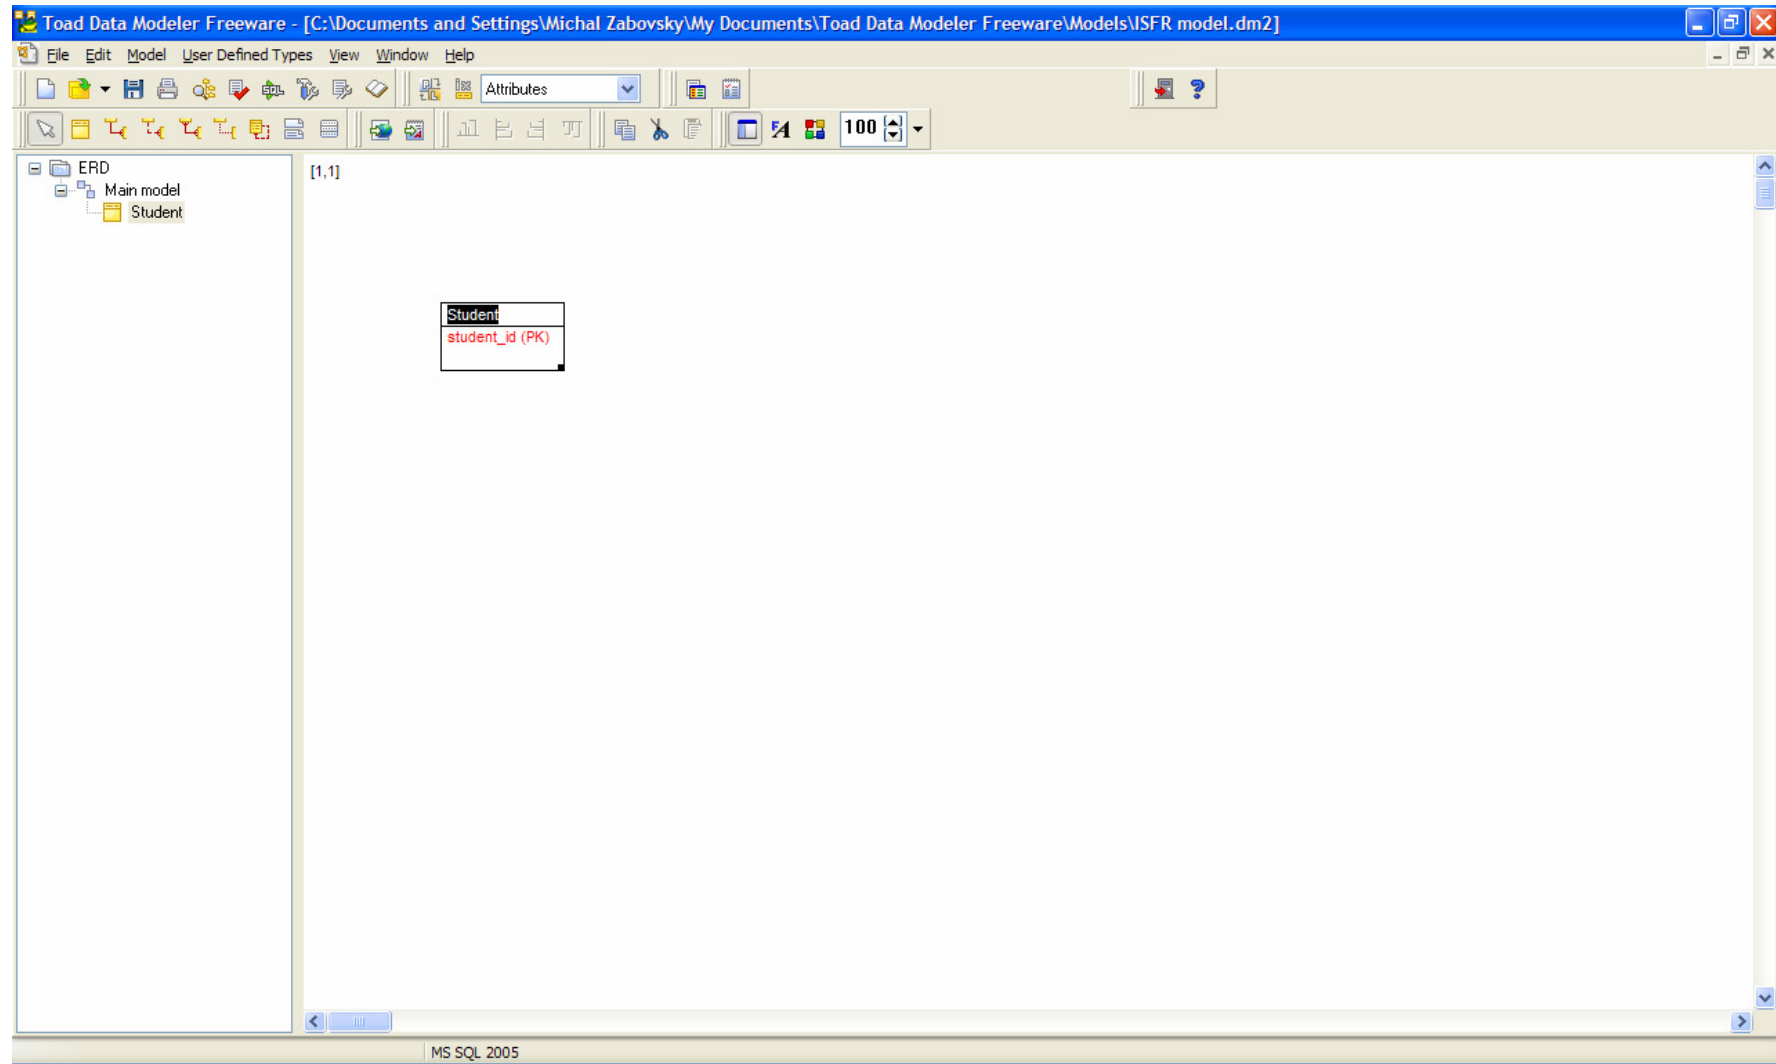 Toad Data Modeler Freeware - [C:\Documents and Settings\Michal Zabovsky\My Documents\Toad Data Modeler Freeware\Models\ISFR model.dm2]
File Edit Model User Defined Types View Window Help
SQL Attributes
100
ERD
Main model
Student
[1,1]
Student
student_id (PK)
MS SQL 2005